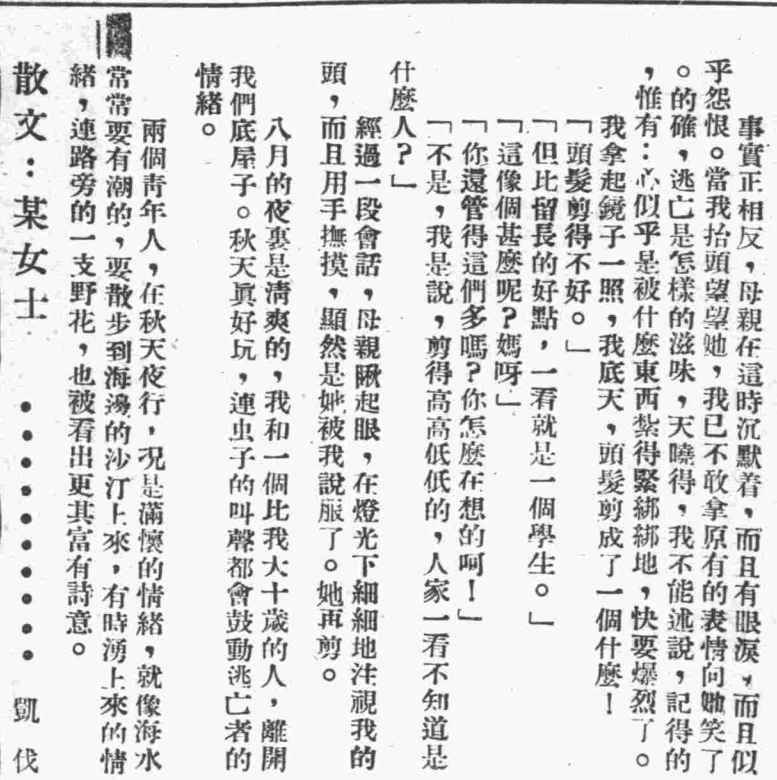 事實正相反，母親在這時沉默着，而且有眼淚，而且似
乎怨恨。當我抬頭望望她，我已不敢拿原有的表情向她笑了
。的確，逃亡是怎樣的滋味，天曉得，我不能述說，記得的
，惟有：心似乎是被什麼東西紮得緊綁綁地，快要爆烈了。
我拿起鏡子一照，我底天，頭髮剪成了一個什麼！
「頭髮剪得不好。」
「但比留長的好點，一看就是一個學生。」
「這像個甚麼呢？媽呀」
「你還管得這們多嗎？你怎麼在想的呵！」
「不是，我是說，剪得高高低低的，人家一看不知道是
什麼人？」
經過一段會話，母親瞅起眼，在燈光下細細地注視我的
頭，而且用手撫摸，顯然是她被我說服了。她再剪。
八月的夜裏是清爽的，我和一個比我大十歲的人，離開
我們底屋子。秋天眞好玩，連虫子的叫聲都會鼓動逃亡者的
情緒。
兩個靑年人，在秋天夜行，况是滿懷的情緒，就像海水
常常要有潮的，要散步到海邊的沙汀上來，有時湧上來的情
緒，連路旁的一支野花，也被看出更其富有詩意。
散文：某女士 ●●●●●●●●●● 凱伐